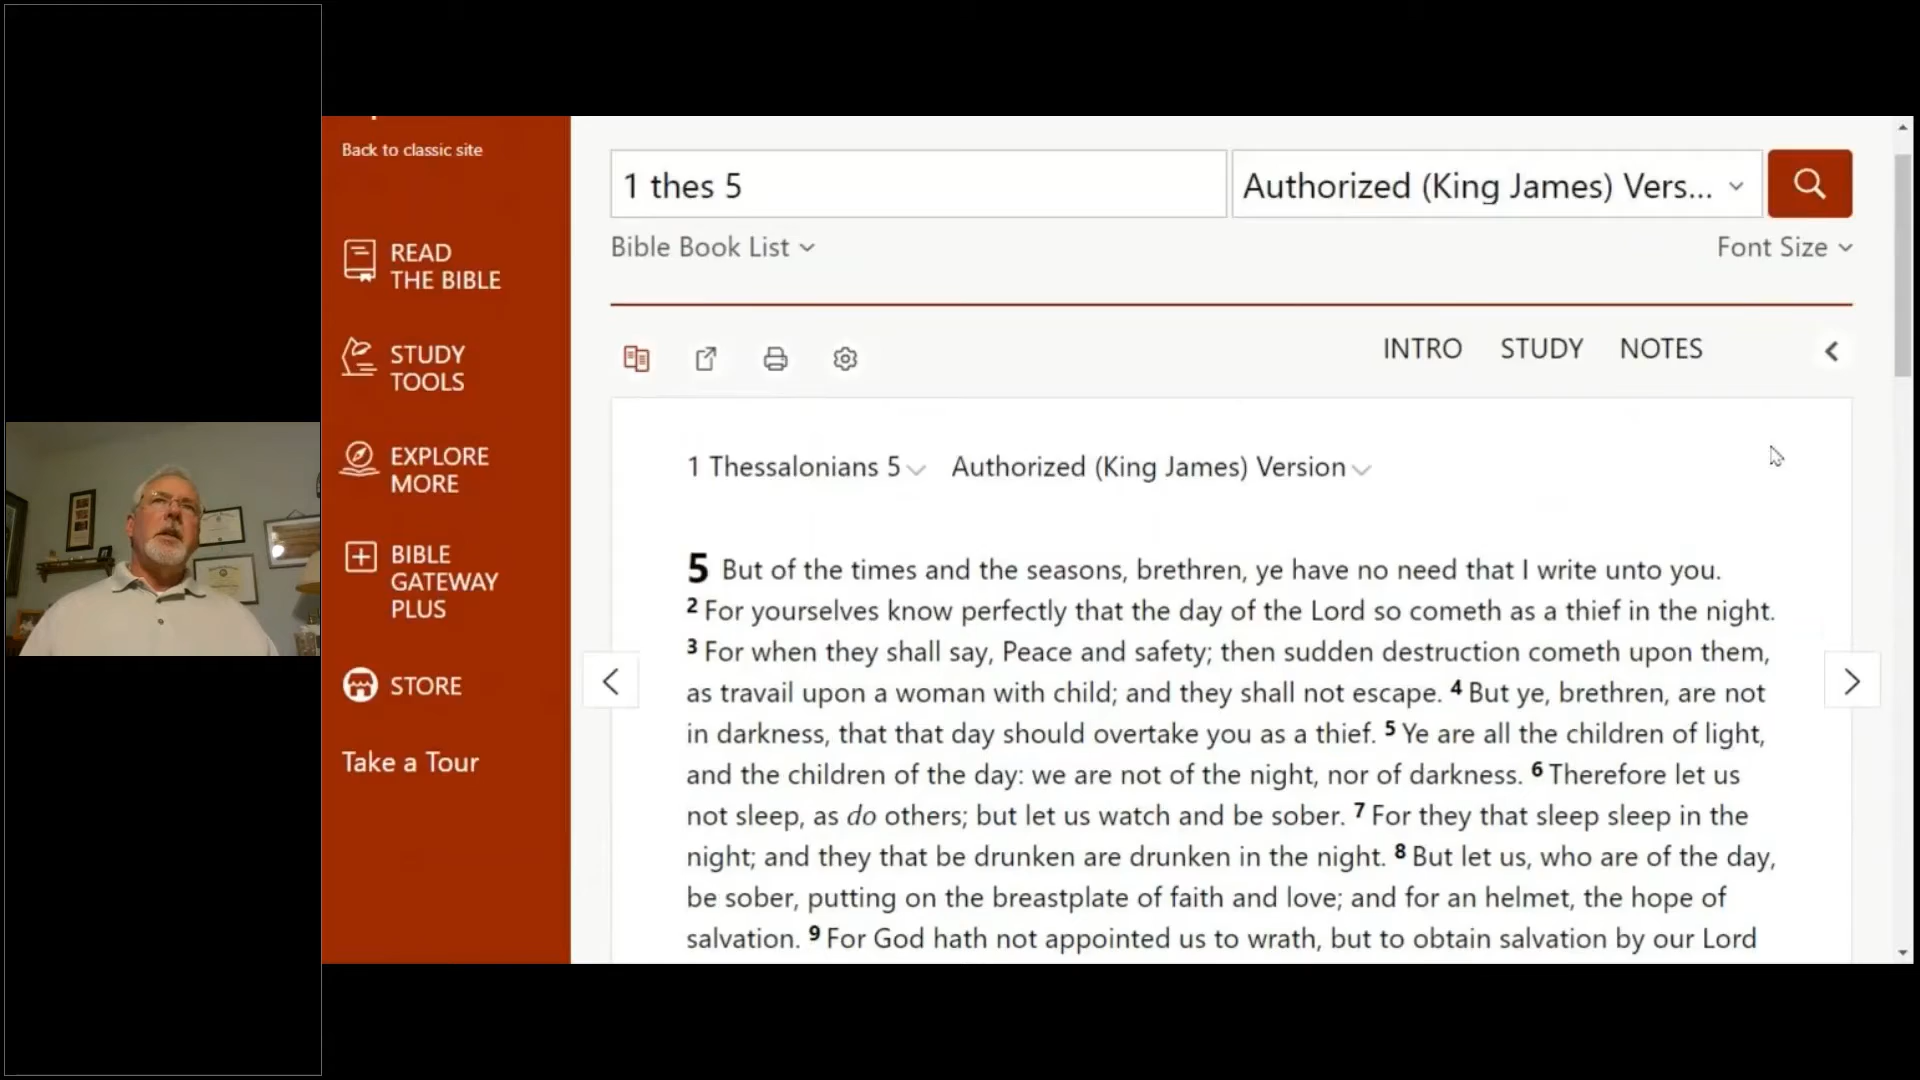 Back to classic site
READ
THE BIBLE
STUDY
TOOLS
EXPLORE
MORE
BIBLE
GATEWAY
PLUS
STORE
Take a Tour
1 thes 5
Authorized (King James) Vers...
Bible Book List
Font Size
INTRO STUDY NOTES
1 Thessalonians 5 Authorized (King James) Version
5 But of the times and the seasons, brethren, ye have no need that I write unto you.
2 For yourselves know perfectly that the day of the Lord so cometh as a thief in the night.
3 For when they shall say, Peace and safety; then sudden destruction cometh upon them,
as travail upon a woman with child; and they shall not escape. 4 But ye, brethren, are not
in darkness, that that day should overtake you as a thief. 5 Ye are all the children of light,
and the children of the day: we are not of the night, nor of darkness. 6 Therefore let us
not sleep, as do others; but let us watch and be sober. 7 For they that sleep sleep in the
night; and they that be drunken are drunken in the night. 8 But let us, who are of the day,
be sober, putting on the breastplate of faith and love; and for an helmet, the hope of
salvation. 9 For God hath not appointed us to wrath, but to obtain salvation by our Lord